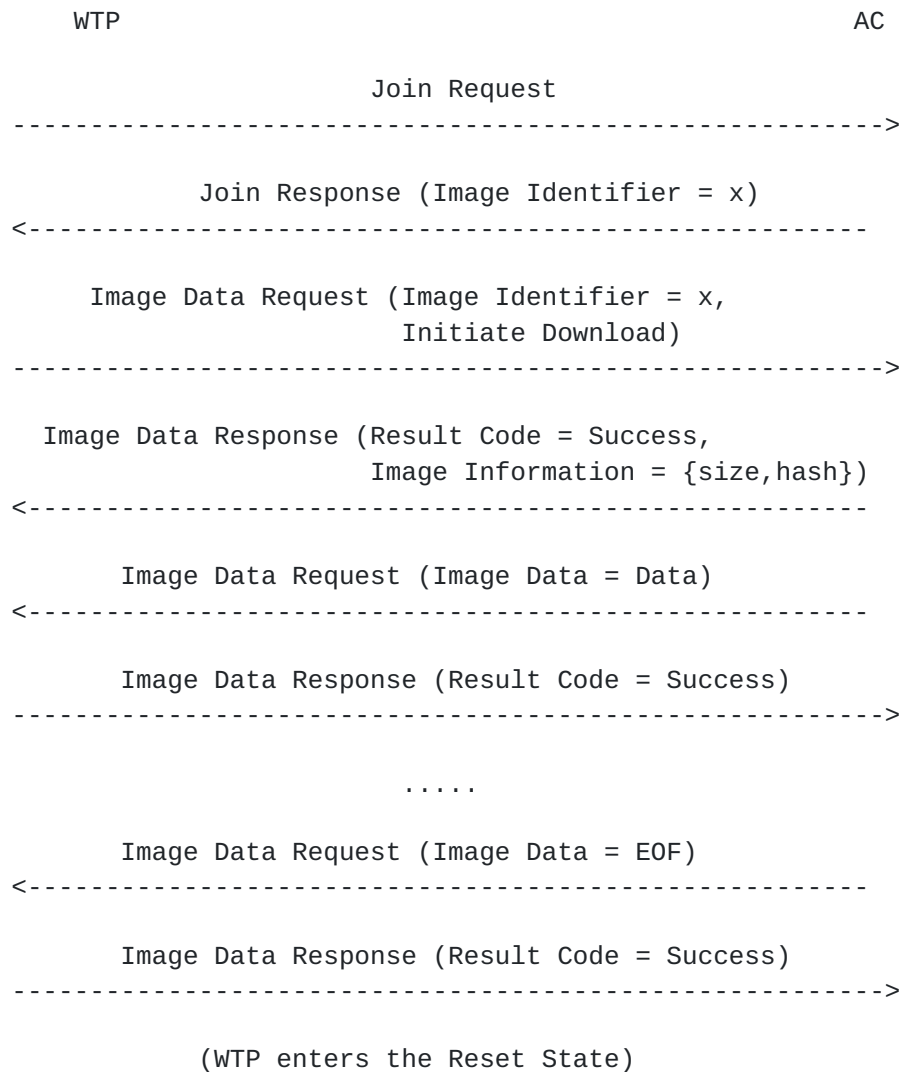 WTP AC
Join Request
------------------------------------------------------->
Join Response (Image Identifier = x)
<------------------------------------------------------
Image Data Request (Image Identifier = x,
Initiate Download)
------------------------------------------------------->
Image Data Response (Result Code = Success,
Image Information = {size,hash})
<------------------------------------------------------
Image Data Request (Image Data = Data)
<------------------------------------------------------
Image Data Response (Result Code = Success)
------------------------------------------------------->
.....
Image Data Request (Image Data = EOF)
<------------------------------------------------------
Image Data Response (Result Code = Success)
------------------------------------------------------->
(WTP enters the Reset State)